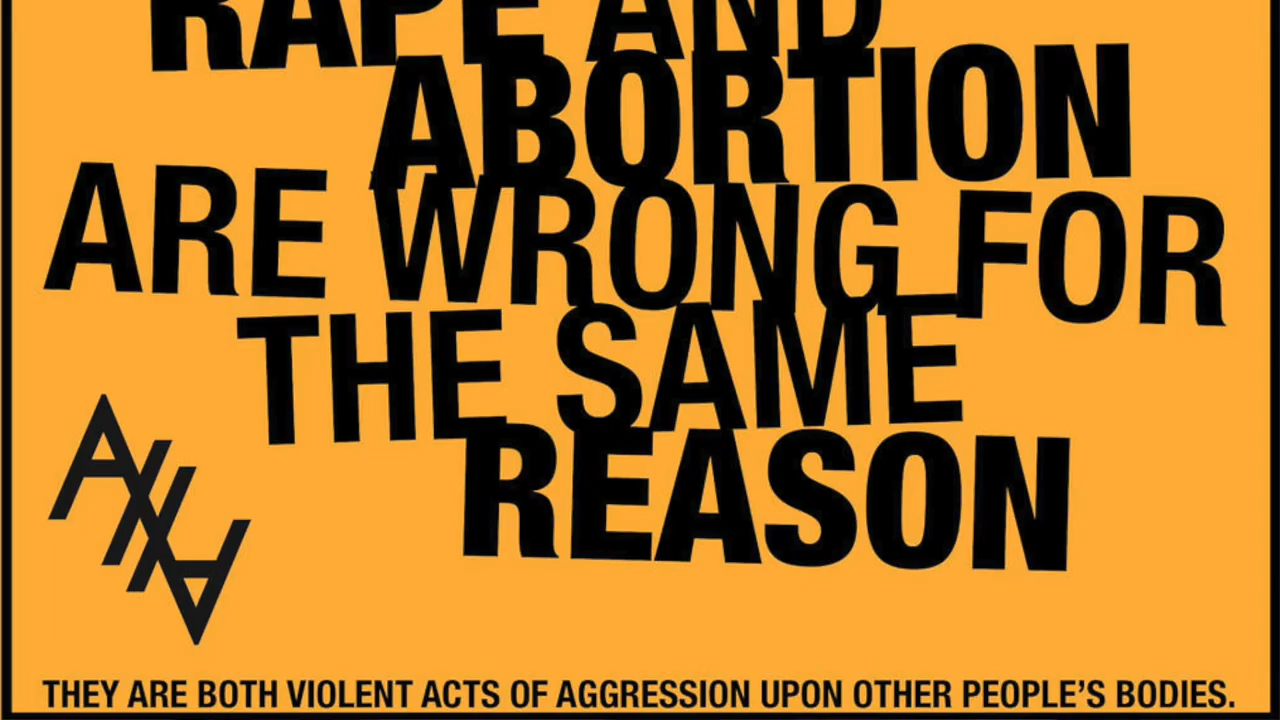 RAPE AND
ABORTION
ARE WRONG FOR
THE SAME
REASON
AHA
THEY ARE BOTH VIOLENT ACTS OF AGGRESSION UPON OTHER PEOPLE'S BODIES.